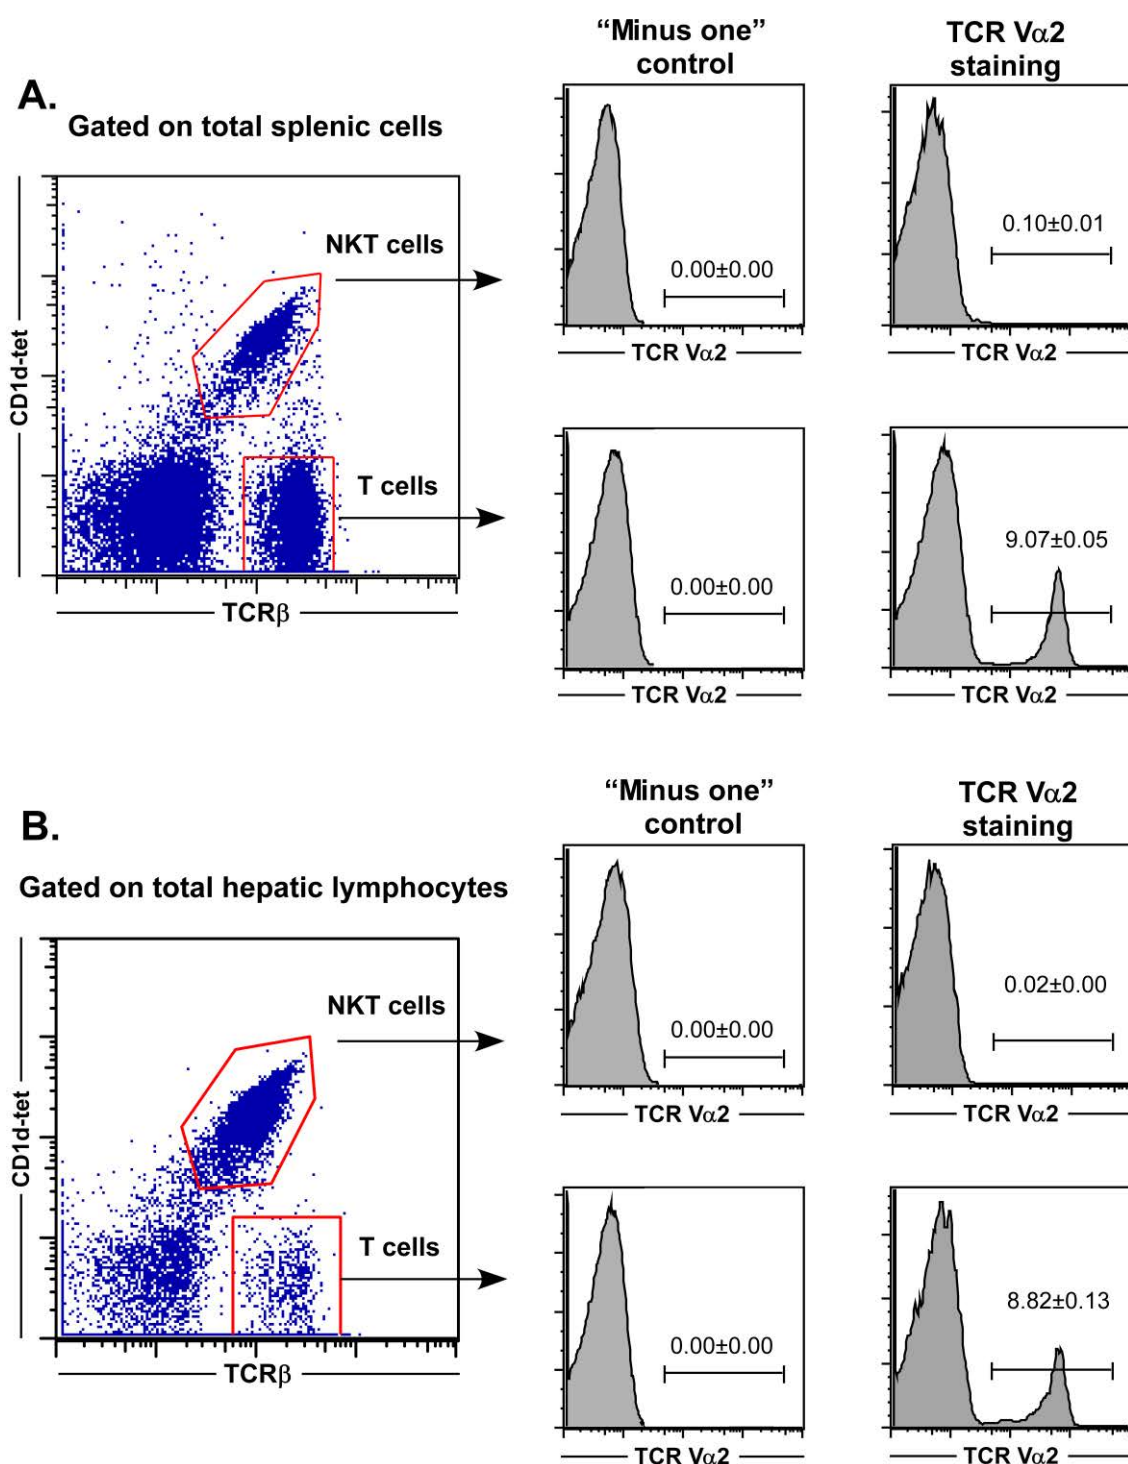 A.
Gated on total splenic cells
CD1d-tet
TCRβ
NKT cells
T cells
“Minus one”
control
TCR Vα2
staining
0.00±0.00
TCR Vα2
0.10±0.01
TCR Vα2
0.00±0.00
TCR Vα2
9.07±0.05
TCR Vα2
B.
Gated on total hepatic lymphocytes
CD1d-tet
TCRβ
NKT cells
T cells
“Minus one”
control
TCR Vα2
staining
0.00±0.00
TCR Vα2
0.02±0.00
TCR Vα2
0.00±0.00
TCR Vα2
8.82±0.13
TCR Vα2